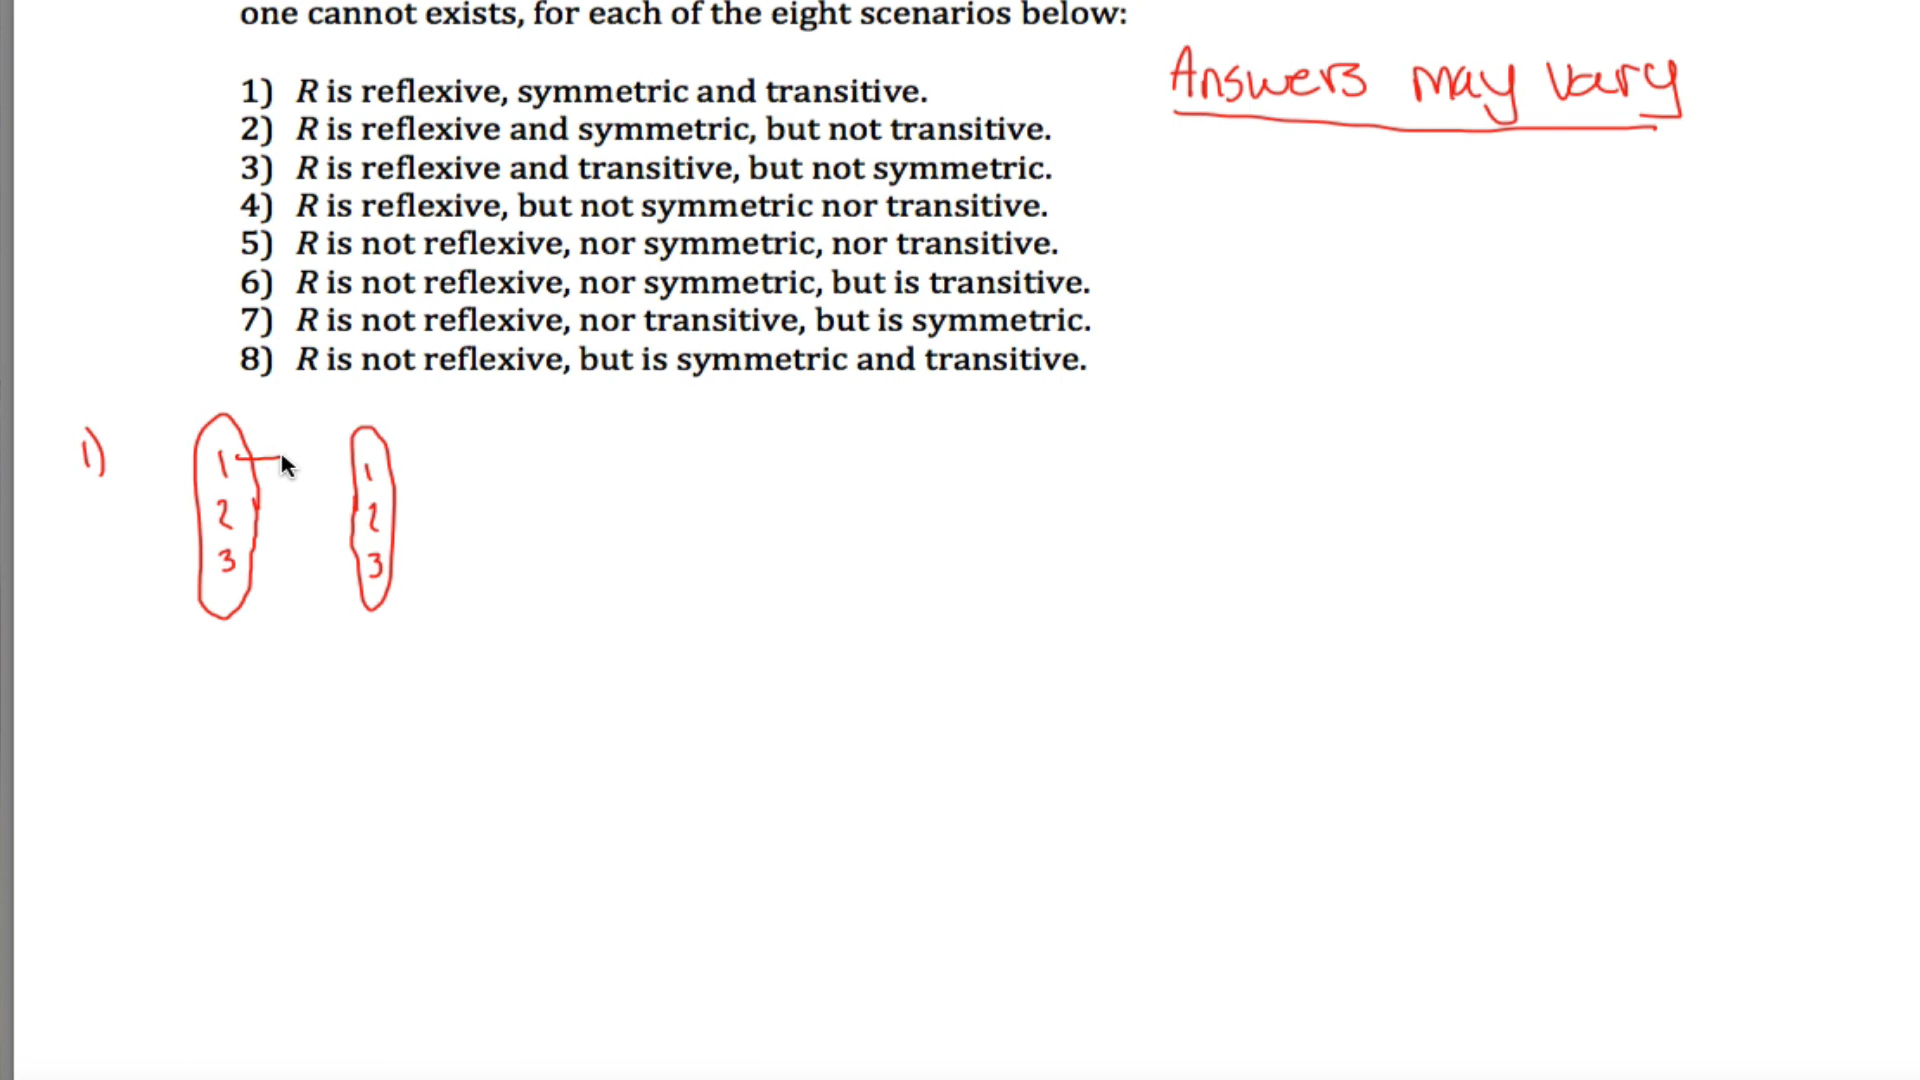 one cannot exists, for each of the eight scenarios below:
Answers may vary
1) R is reflexive, symmetric and transitive.
2) R is reflexive and symmetric, but not transitive.
3) R is reflexive and transitive, but not symmetric.
4) R is reflexive, but not symmetric nor transitive.
5) R is not reflexive, nor symmetric, nor transitive.
6) R is not reflexive, nor symmetric, but is transitive.
7) R is not reflexive, nor transitive, but is symmetric.
8) R is not reflexive, but is symmetric and transitive.
1) 1 1
2 2
3 3